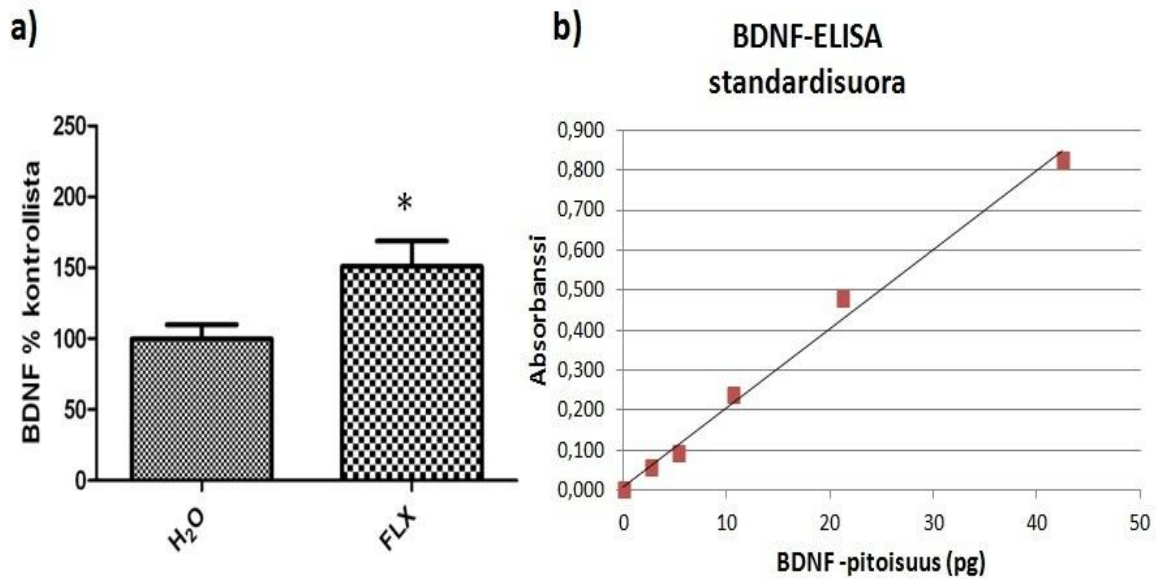 a)
BDNF % kontrollista
250
200
150
100
50
0
*
H₂O
FLX
b)
BDNF-ELISA
standardisuora
Absorbanssi
0,900
0,800
0,700
0,600
0,500
0,400
0,300
0,200
0,100
0,000
0 10 20 30 40 50
BDNF -pitoisuus (pg)